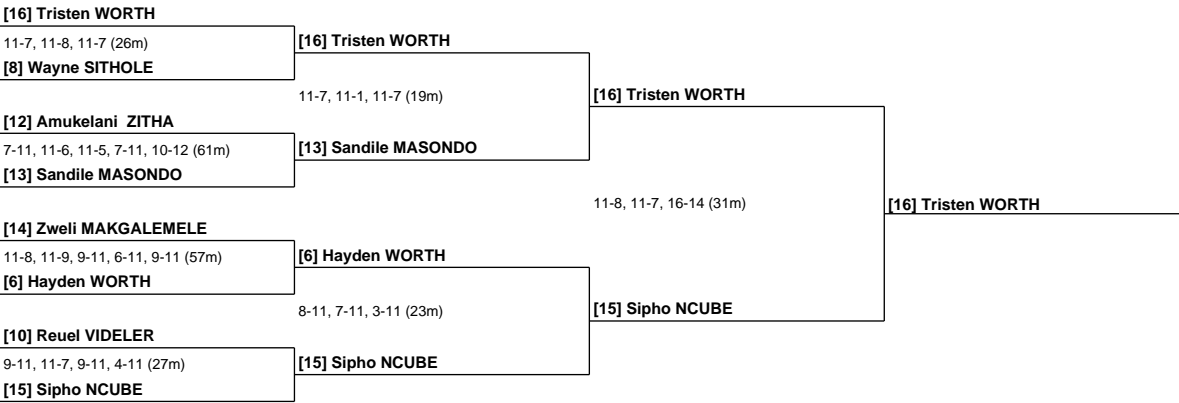 [16] Tristen WORTH
11-7, 11-8, 11-7 (26m)
[8] Wayne SITHOLE
[12] Amukelani  ZITHA
7-11, 11-6, 11-5, 7-11, 10-12 (61m)
[13] Sandile MASONDO
[14] Zweli MAKGALEMELE
11-8, 11-9, 9-11, 6-11, 9-11 (57m)
[6] Hayden WORTH
[10] Reuel VIDELER
9-11, 11-7, 9-11, 4-11 (27m)
[15] Sipho NCUBE
[16] Tristen WORTH
11-7, 11-1, 11-7 (19m)
[13] Sandile MASONDO
[6] Hayden WORTH
8-11, 7-11, 3-11 (23m)
[15] Sipho NCUBE
[16] Tristen WORTH
11-8, 11-7, 16-14 (31m)
[15] Sipho NCUBE
[16] Tristen WORTH